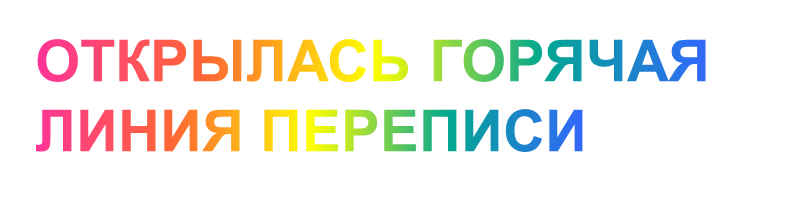 ОТКРЫЛАСЬ ГОРЯЧАЯ
ЛИНИЯ ПЕРЕПИСИ